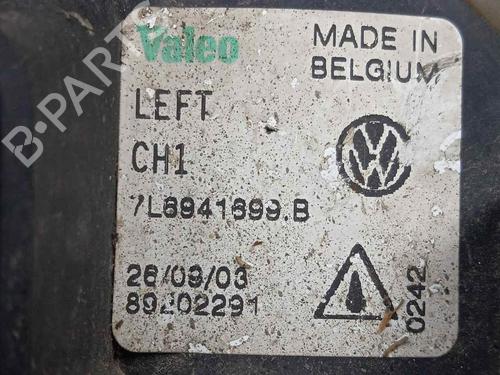 Valeo
MADE IN
BELGIUM
LEFT
CH1
7L6941699.B
26/09/03
89202291
0242
B-PARTS